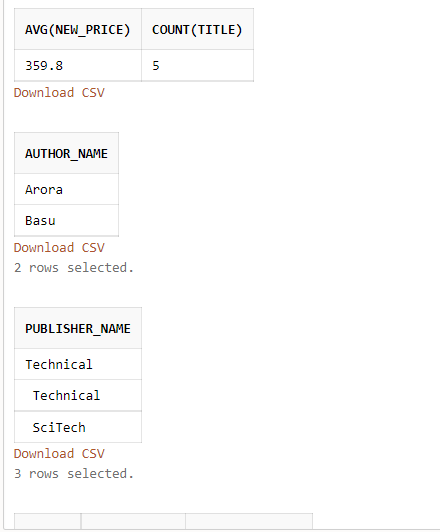 AVG(NEW_PRICE) COUNT(TITLE)
359.8 5
Download CSV
AUTHOR_NAME
Arora
Basu
Download CSV
2 rows selected.
PUBLISHER_NAME
Technical
Technical
SciTech
Download CSV
3 rows selected.